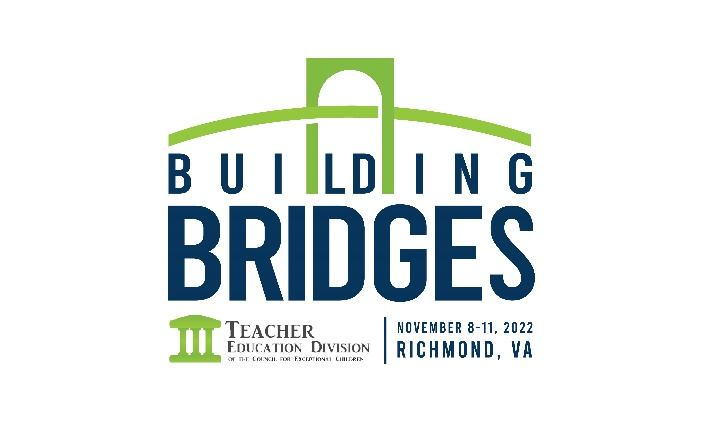 BUILDING
BRIDGES
TEACHER
EDUCATION DIVISION
OF THE COUNCIL FOR EXCEPTIONAL CHILDREN
NOVEMBER 8-11, 2022
RICHMOND, VA